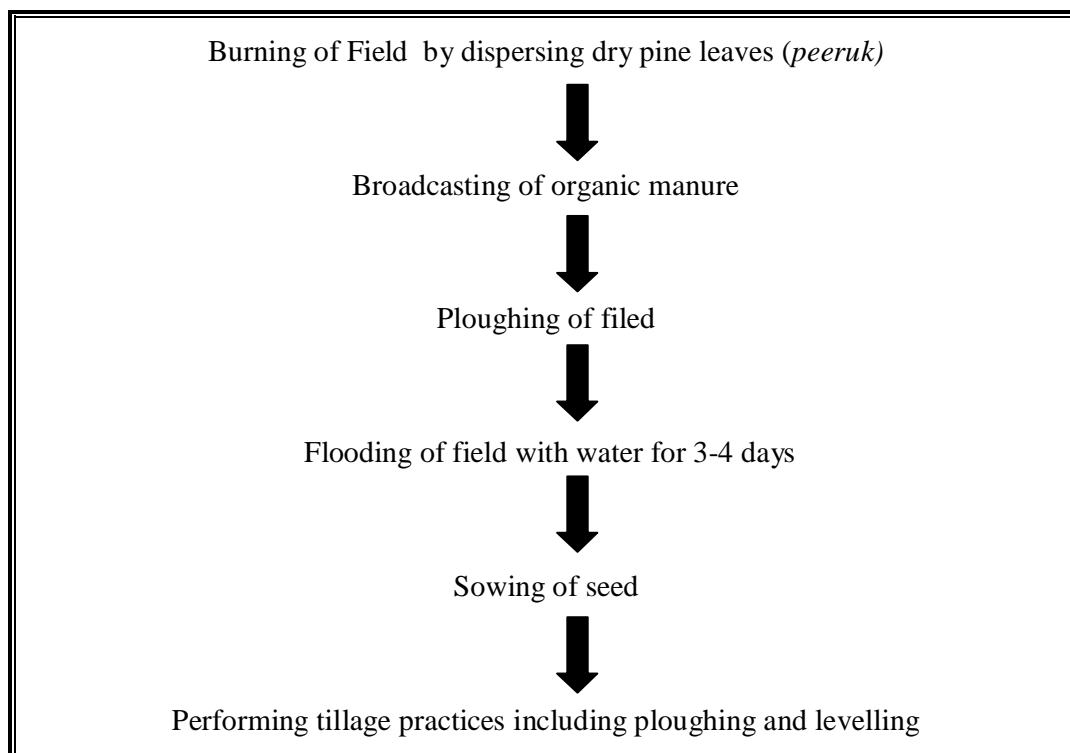 Burning of Field by dispersing dry pine leaves (peeruk)
Broadcasting of organic manure
Ploughing of filed
Flooding of field with water for 3-4 days
Sowing of seed
Performing tillage practices including ploughing and levelling